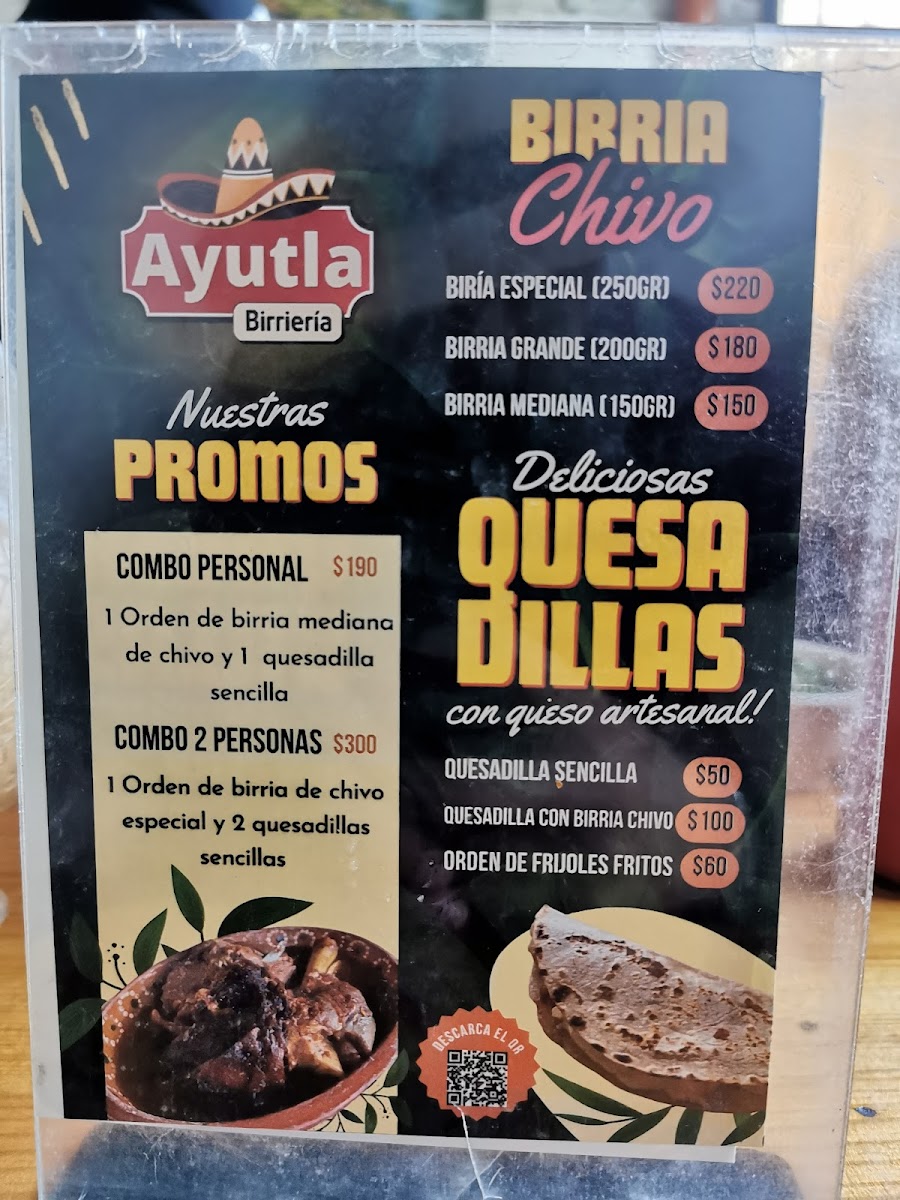 Ayutla
Birriería
Nuestras
PROMOS
COMBO PERSONAL $190
1 Orden de birria mediana
de chivo y 1 quesadilla
sencilla
COMBO 2 PERSONAS $300
1 Orden de birria de chivo
especial y 2 quesadillas
sencillas
BIRRIA
Chivo
BIRÍA ESPECIAL (250GR) $220
BIRRIA GRANDE (200GR) $180
BIRRIA MEDIANA (150GR) $150
Deliciosas
QUESA
DILLAS
con queso artesanal!
QUESADILLA SENCILLA $50
QUESADILLA CON BIRRIA CHIVO $100
ORDEN DE FRIJOLES FRITOS $60
DESCARCA EL QR